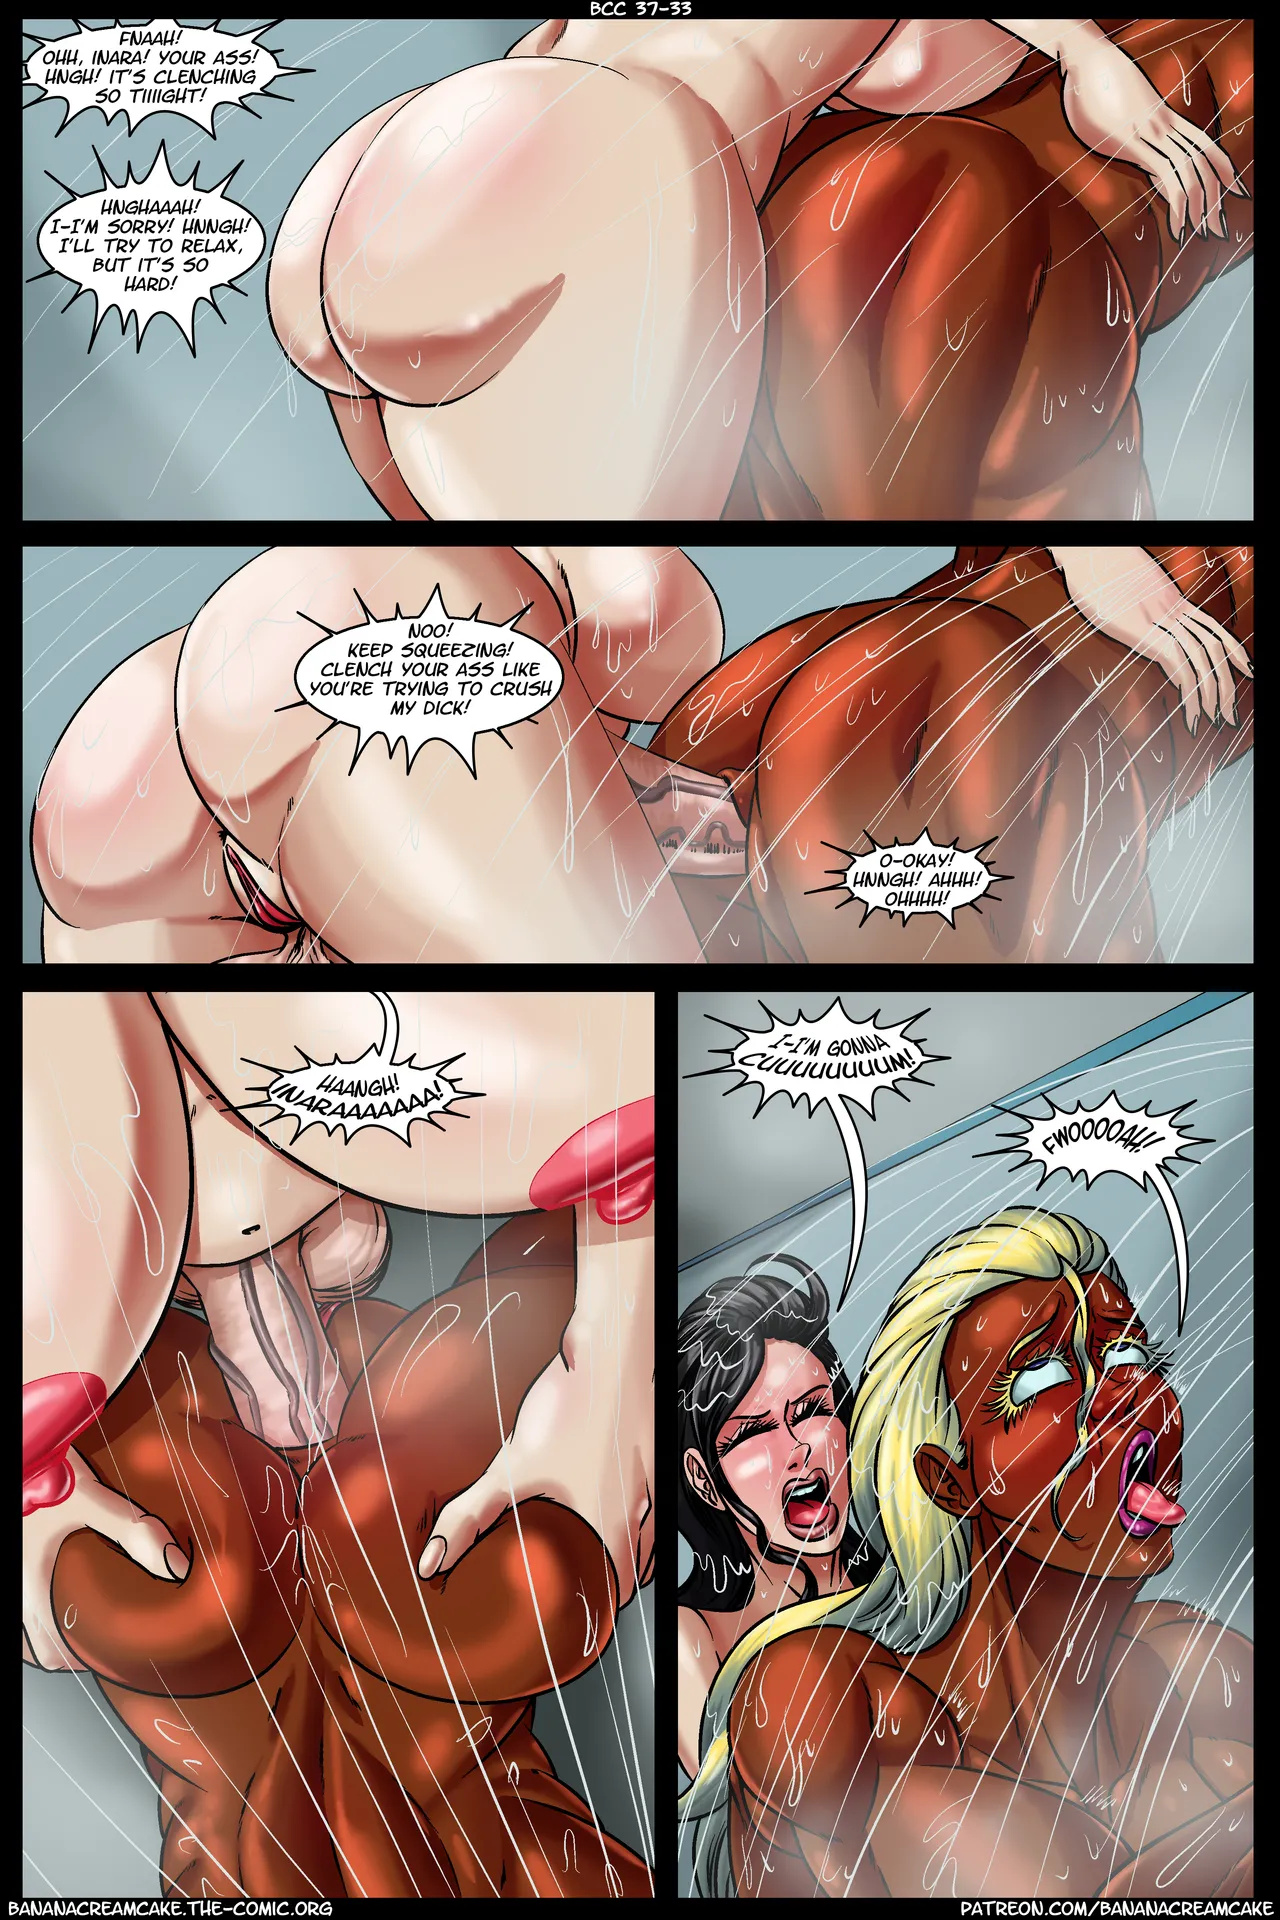 BCC 37-33
FNAAH!
OHH, INARA! YOUR ASS!
HNGH! IT'S CLENCHING
SO TIIIIGHT!
HNGHAAAH!
I-I'M SORRY! HNNGH!
I'LL TRY TO RELAX,
BUT IT'S SO
HARD!
NOO!
KEEP SQUEEZING!
CLENCH YOUR ASS LIKE
YOU'RE TRYING TO CRUSH
MY DICK!
O-OKAY!
HNNGH! AHHH!
OHHHH!
HAANGH!
INARAAAAAAA!
I-I'M GONNA
CUUUUUUUUUM!
FWOOOOAH!
BANANACREAMCAKE.THE-COMIC.ORG
PATREON.COM/BANANACREAMCAKE